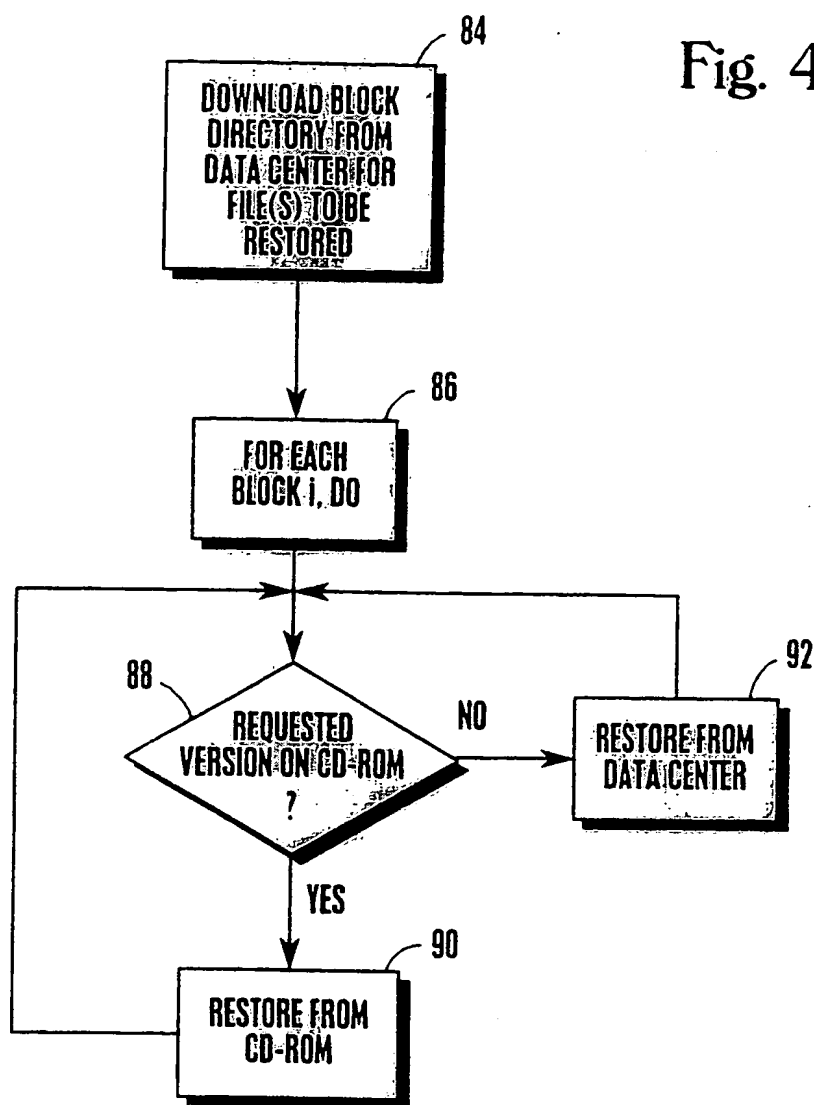 84
Fig. 4
DOWNLOAD BLOCK
DIRECTORY FROM
DATA CENTER FOR
FILE(S) TO BE
RESTORED
86
FOR EACH
BLOCK i, DO
88
REQUESTED
VERSION ON CD-ROM
?
NO
92
RESTORE FROM
DATA CENTER
YES
90
RESTORE FROM
CD-ROM